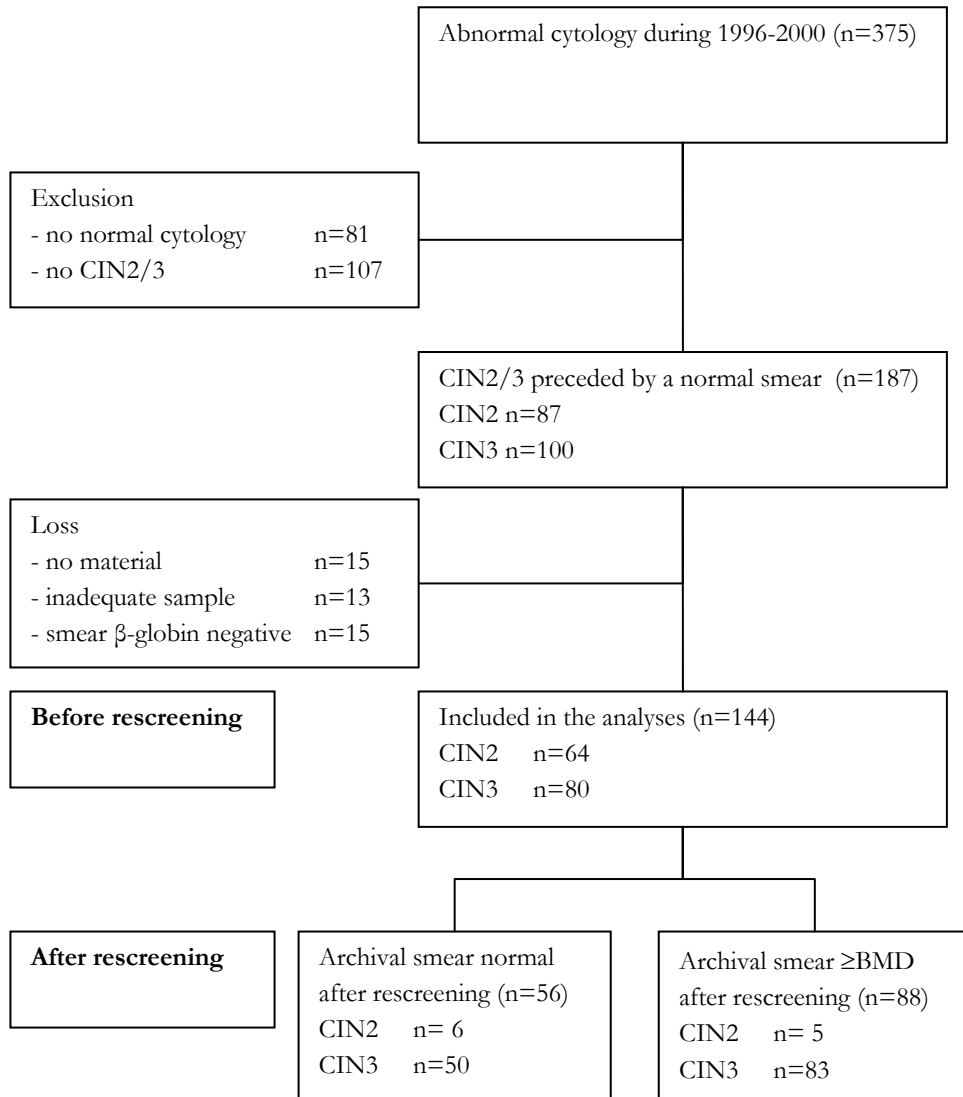 Abnormal cytology during 1996-2000 (n=375)
Exclusion
- no normal cytology n=81
- no CIN2/3 n=107
CIN2/3 preceded by a normal smear (n=187)
CIN2 n=87
CIN3 n=100
Loss
- no material n=15
- inadequate sample n=13
- smear β-globin negative n=15
Before rescreening
Included in the analyses (n=144)
CIN2 n=64
CIN3 n=80
After rescreening
Archival smear normal
after rescreening (n=56)
CIN2 n= 6
CIN3 n=50
Archival smear ≥BMD
after rescreening (n=88)
CIN2 n= 5
CIN3 n=83